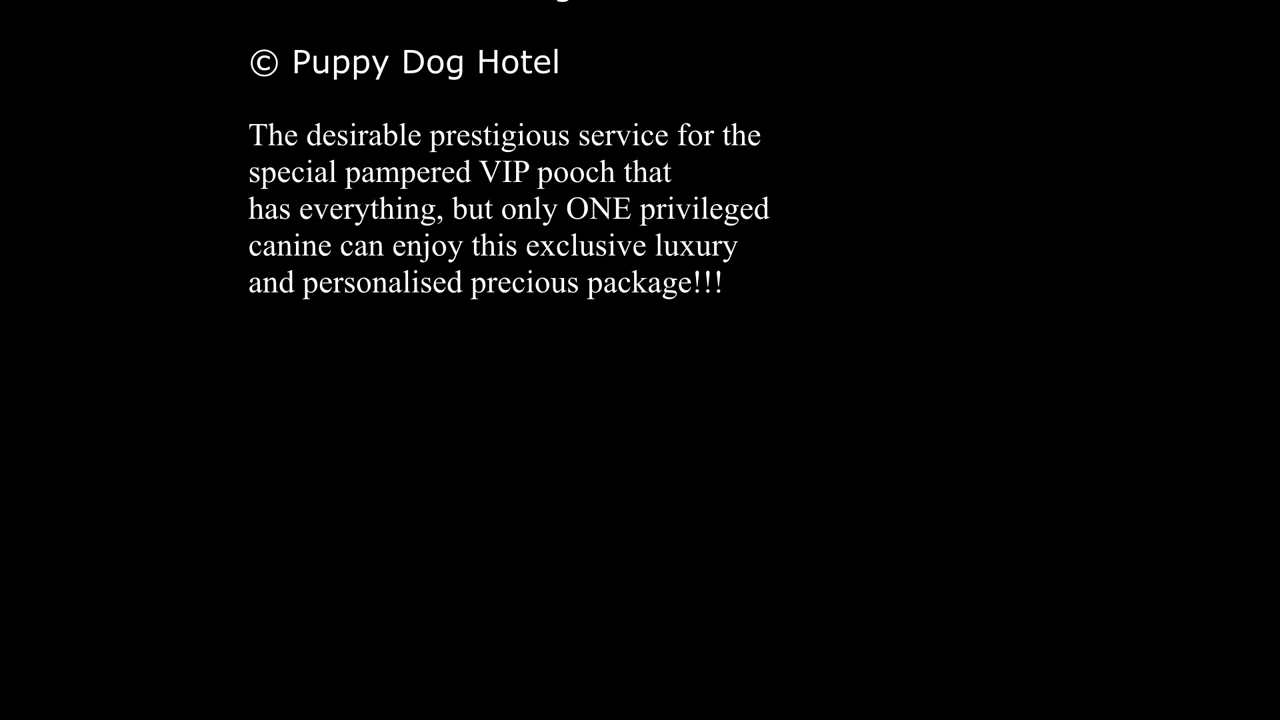 © Puppy Dog Hotel
The desirable prestigious service for the
special pampered VIP pooch that
has everything, but only ONE privileged
canine can enjoy this exclusive luxury
and personalised precious package!!!